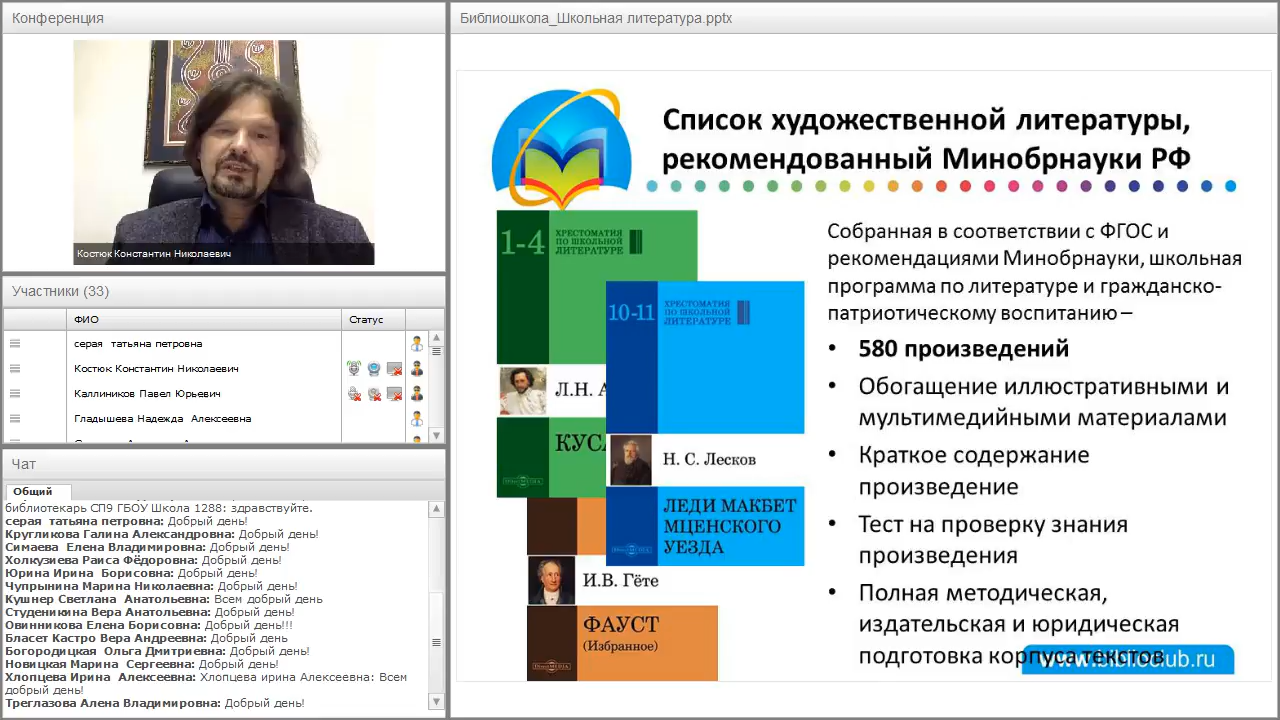 Конференция
Костюк Константин Николаевич
Участники (33)
ФИО
Статус
серая татьяна петровна
Костюк Константин Николаевич
Каллиников Павел Юрьевич
Гладышева Надежда Алексеевна
Чат
Общий
библиотекарь СП9 ГБОУ Школа 1288: здравствуйте.
серая татьяна петровна: Добрый день!
Кругликова Галина Александровна: Добрый день!
Симаева Елена Владимировна: Добрый день!
Холкузиева Раиса Фёдоровна: Добрый день!
Юрина Ирина Борисовна: Добрый день!
Чупрынина Марина Николаевна: Добрый день!
Кушнер Светлана Анатольевна: Всем добрый день
Студеникина Вера Анатольевна: Добрый день!
Овинникова Елена Борисовна: Добрый день!!!
Бласет Кастро Вера Андреевна: Добрый день
Богородицкая Ольга Дмитриевна: Добрый день!
Новицкая Марина Сергеевна: Добрый день!
Хлопцева Ирина Алексеевна: Хлопцева ирина Алексеевна: Всем
добрый день!
Треглазова Алена Владимировна: Добрый день!
Библиошкола_Школьная литература.pptx
Список художественной литературы,
рекомендованный Минобрнауки РФ
1-4
ХРЕСТОМАТИЯ
ПО ШКОЛЬНОЙ
ЛИТЕРАТУРЕ
Л.Н. А
КУСА
10-11
ХРЕСТОМАТИЯ
ПО ШКОЛЬНОЙ
ЛИТЕРАТУРЕ
Н. С. Лесков
ЛЕДИ МАКБЕТ
МЦЕНСКОГО
УЕЗДА
И.В. Гёте
ФАУСТ
(Избранное)
Собранная в соответствии с ФГОС и
рекомендациями Минобрнауки, школьная
программа по литературе и гражданско-
патриотическому воспитанию –
• 580 произведений
• Обогащение иллюстративными и
мультимедийными материалами
• Краткое содержание
произведение
• Тест на проверку знания
произведения
• Полная методическая,
издательская и юридическая
подготовка корпуса текстов
www.biblioclub.ru